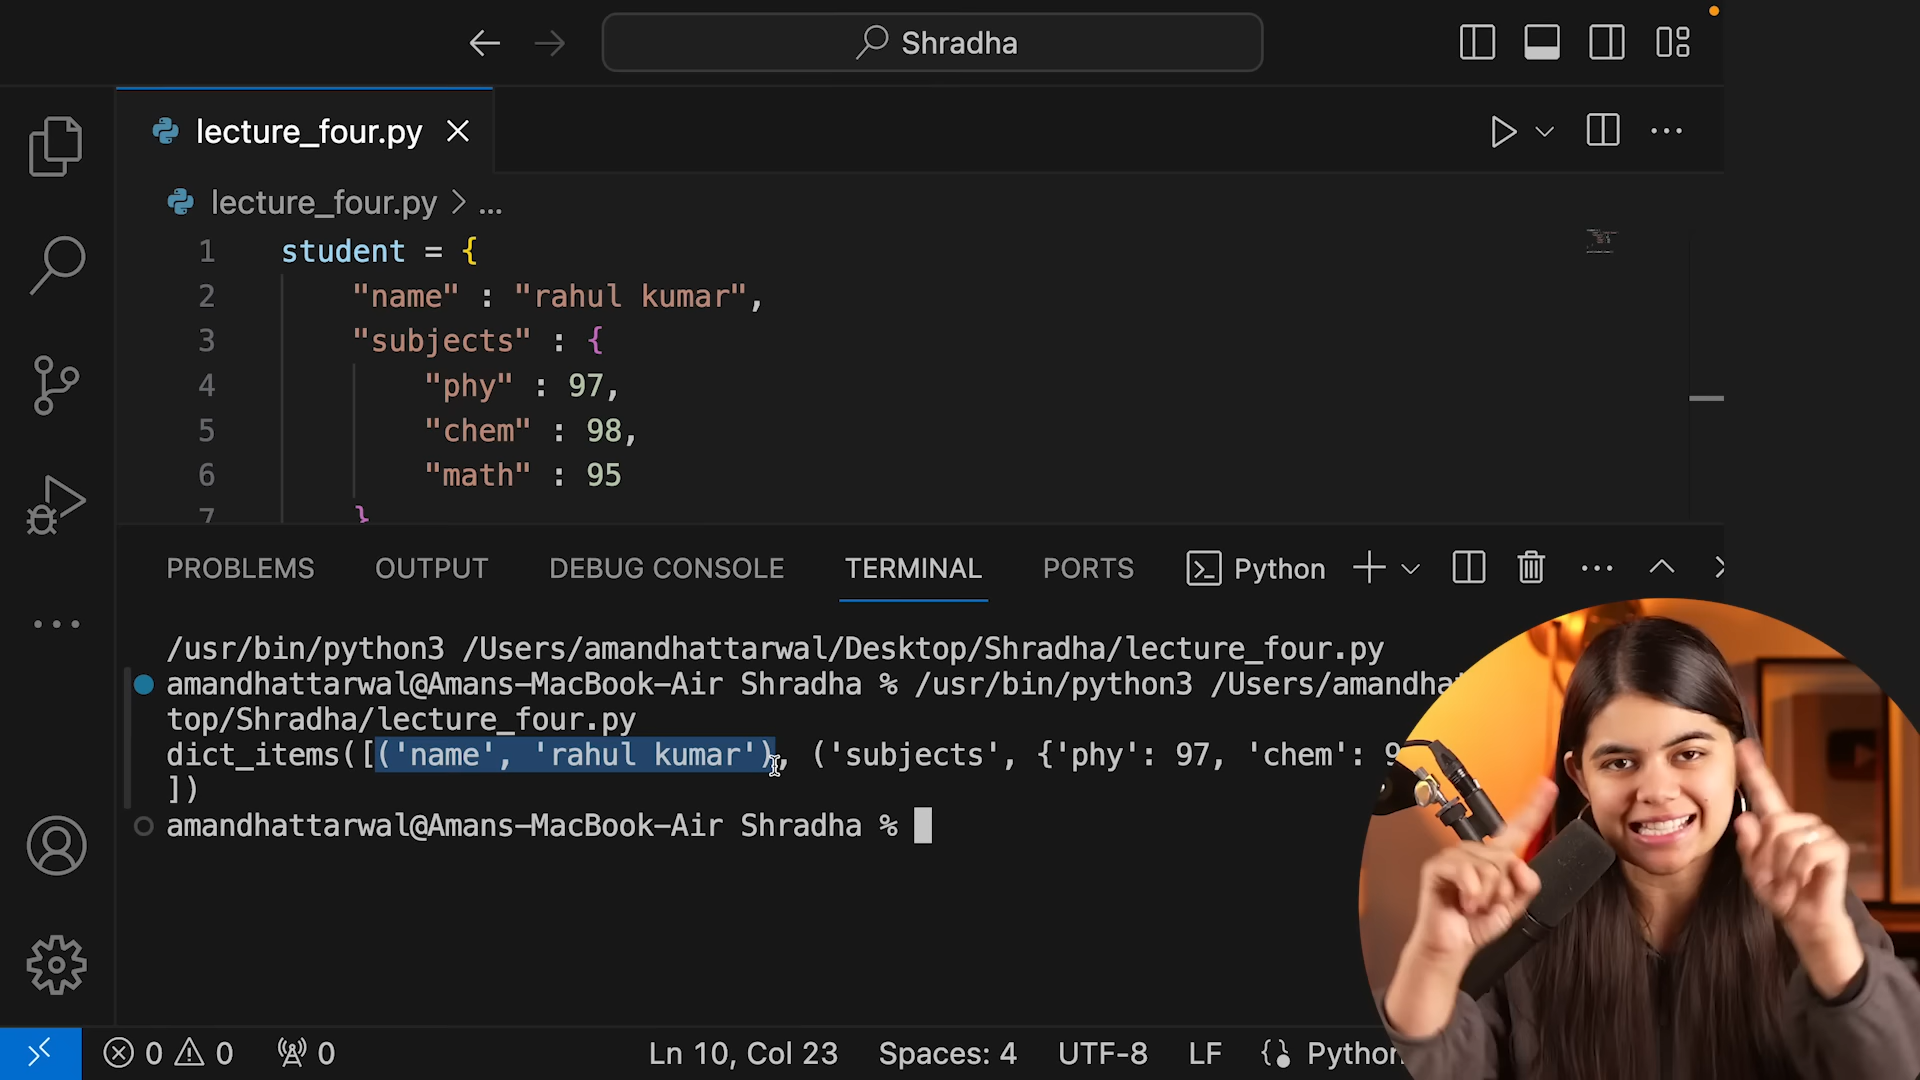 Shradha
lecture_four.py
lecture_four.py > ...
1 student = {
2 "name" : "rahul kumar",
3 "subjects" : {
4 "phy" : 97,
5 "chem" : 98,
6 "math" : 95
7 }
PROBLEMS OUTPUT DEBUG CONSOLE TERMINAL PORTS Python
/usr/bin/python3 /Users/amandhattarwal/Desktop/Shradha/lecture_four.py
amandhattarwal@Amans-MacBook-Air Shradha % /usr/bin/python3 /Users/amandha
top/Shradha/lecture_four.py
dict_items([('name', 'rahul kumar'), ('subjects', {'phy': 97, 'chem': 9
])
amandhattarwal@Amans-MacBook-Air Shradha %
0 0 0 Ln 10, Col 23 Spaces: 4 UTF-8 LF Python